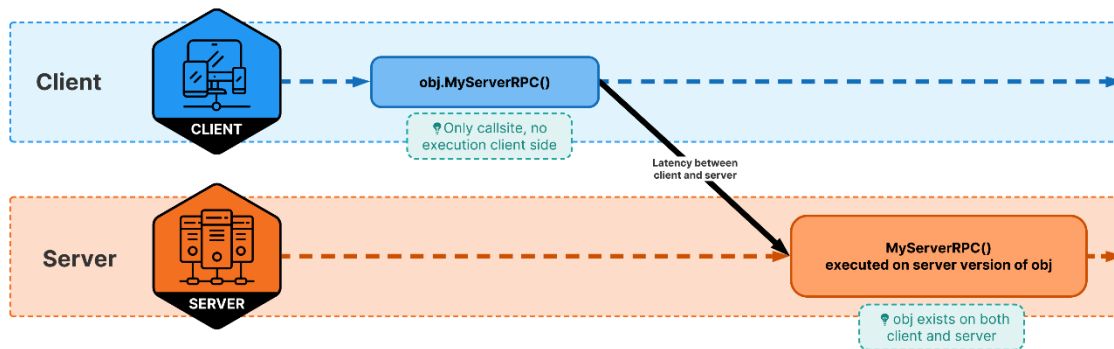 Client
CLIENT
obj.MyServerRPC()
Only callsite, no
execution client side
Latency between
client and server
Server
SERVER
MyServerRPC()
executed on server version of obj
obj exists on both
client and server